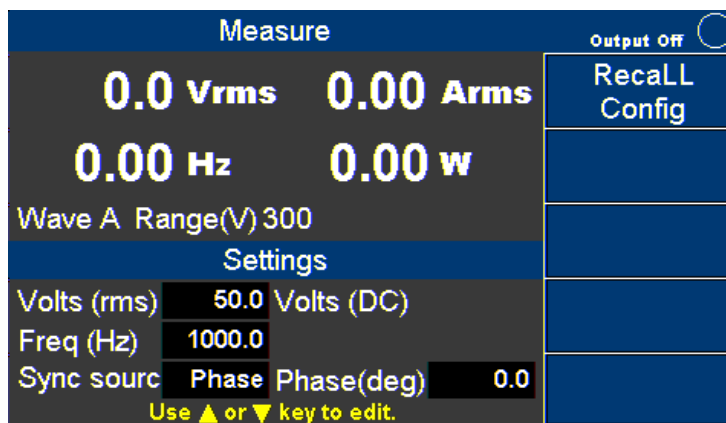 Measure
Output Off
0.0 Vrms 0.00 Arms
RecaLL
Config
0.00 Hz 0.00 W
Wave A Range(V) 300
Settings
Volts (rms) 50.0 Volts (DC)
Freq (Hz) 1000.0
Sync sourc Phase Phase(deg) 0.0
Use ▲ or ▼ key to edit.